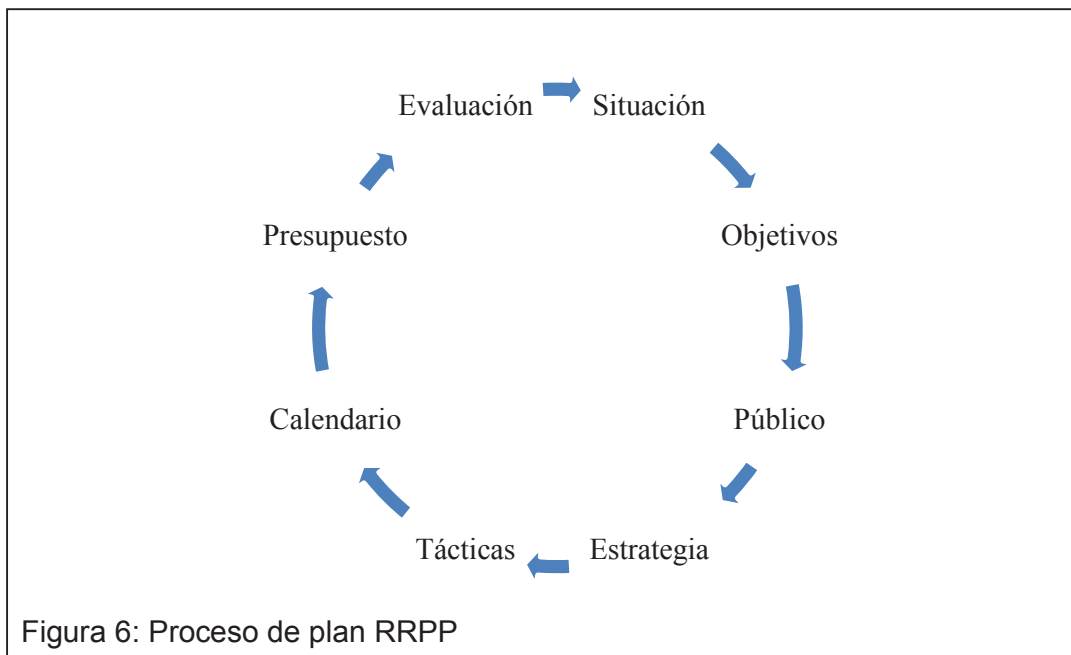 Evaluación
Situación
Objetivos
Público
Estrategia
Tácticas
Calendario
Presupuesto
Figura 6: Proceso de plan RRPP